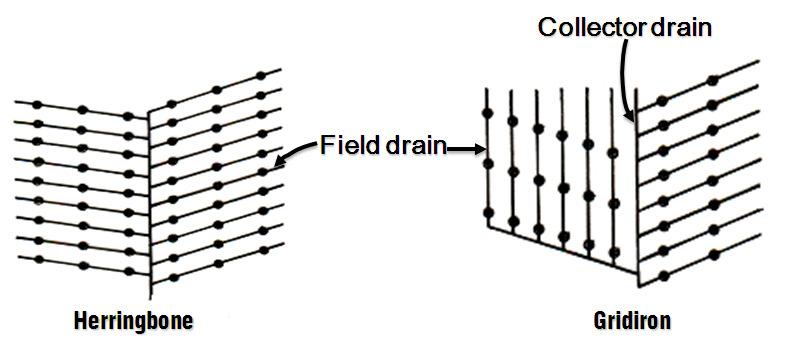 Collector drain
Field drain
Herringbone
Gridiron